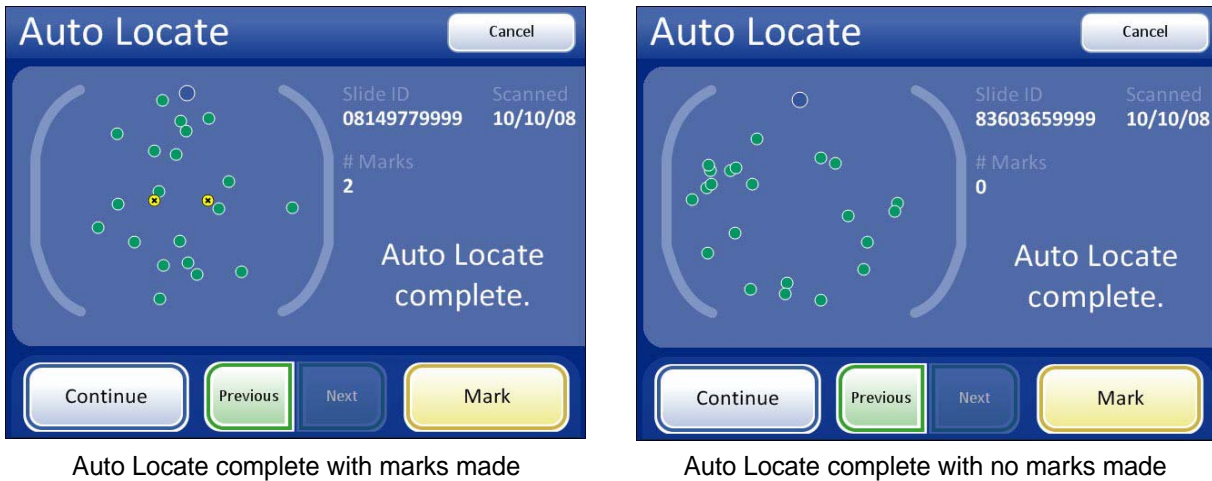 Auto Locate
Cancel
Slide ID Scanned
08149779999 10/10/08
# Marks
2
Auto Locate
complete.
Continue
Previous
Next
Mark
Auto Locate complete with marks made
Auto Locate
Cancel
Slide ID Scanned
83603659999 10/10/08
# Marks
0
Auto Locate
complete.
Continue
Previous
Next
Mark
Auto Locate complete with no marks made